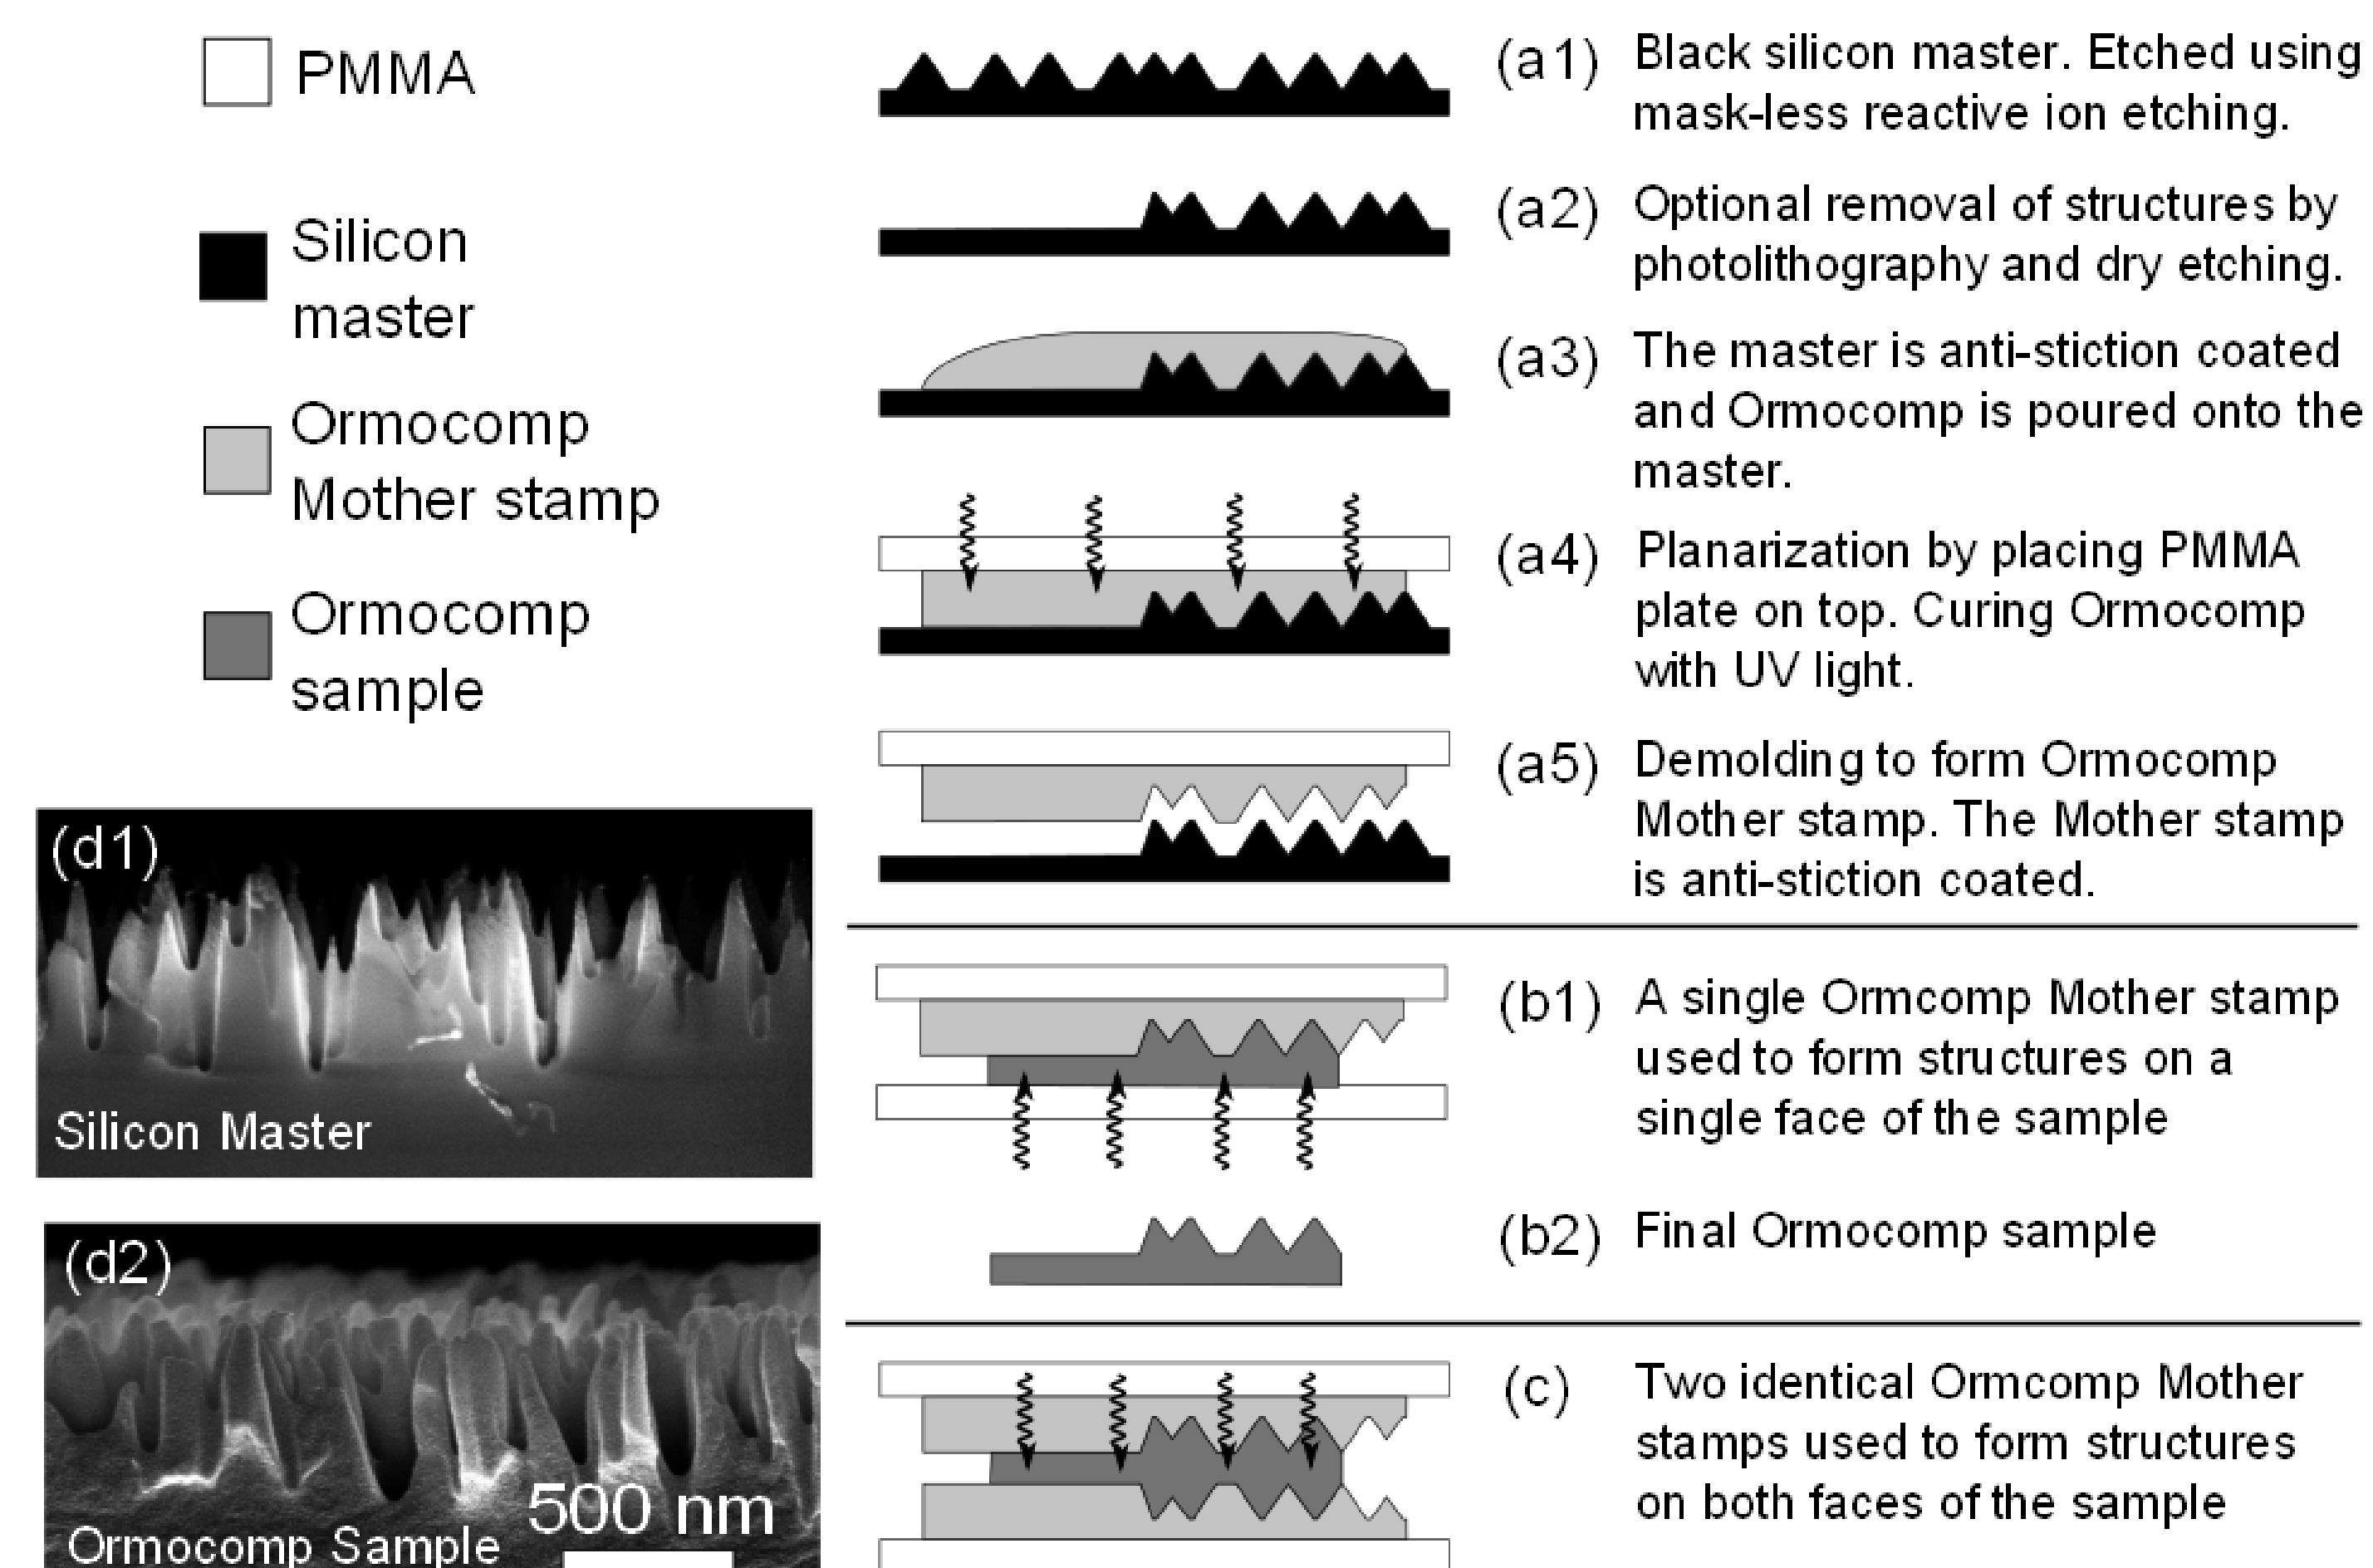 PMMA
Silicon
master
Ormocomp
Mother stamp
Ormocomp
sample
(d1)
Silicon Master
(d2)
500 nm
Ormocomp Sample
(a1) Black silicon master. Etched using
mask-less reactive ion etching.
(a2) Optional removal of structures by
photolithography and dry etching.
(a3) The master is anti-stiction coated
and Ormocomp is poured onto the
master.
(a4) Planarization by placing PMMA
plate on top. Curing Ormocomp
with UV light.
(a5) Demolding to form Ormocomp
Mother stamp. The Mother stamp
is anti-stiction coated.
(b1) A single Ormcomp Mother stamp
used to form structures on a
single face of the sample
(b2) Final Ormocomp sample
(c) Two identical Ormcomp Mother
stamps used to form structures
on both faces of the sample